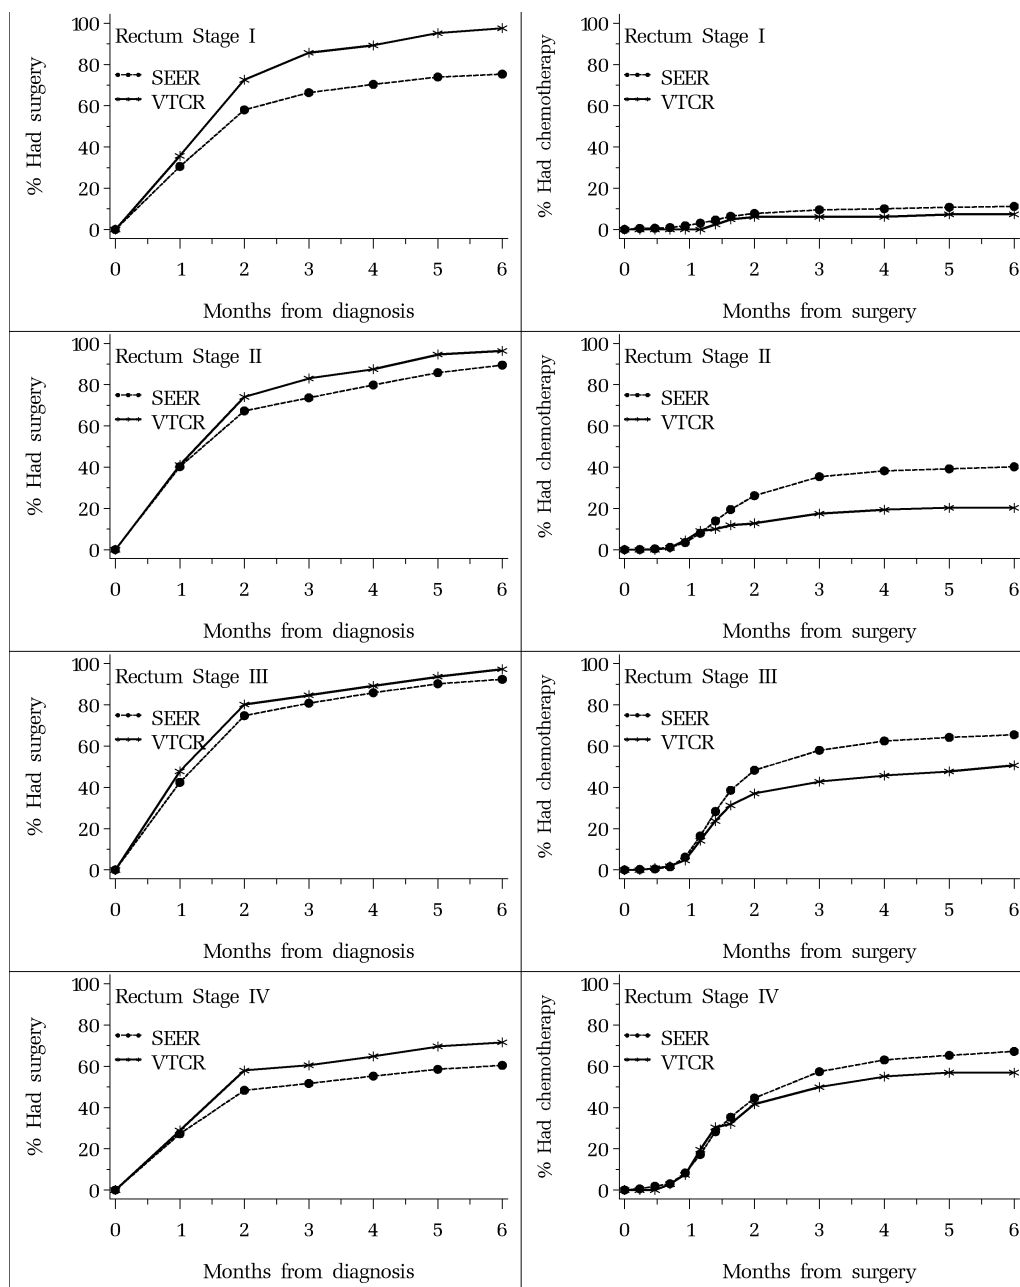 Rectum Stage I
SEER
VTCR
% Had surgery
100
80
60
40
20
0
0 1 2 3 4 5 6
Months from diagnosis
Rectum Stage I
SEER
VTCR
% Had chemotherapy
100
80
60
40
20
0
0 1 2 3 4 5 6
Months from surgery
Rectum Stage II
SEER
VTCR
% Had surgery
100
80
60
40
20
0
0 1 2 3 4 5 6
Months from diagnosis
Rectum Stage II
SEER
VTCR
% Had chemotherapy
100
80
60
40
20
0
0 1 2 3 4 5 6
Months from surgery
Rectum Stage III
SEER
VTCR
% Had surgery
100
80
60
40
20
0
0 1 2 3 4 5 6
Months from diagnosis
Rectum Stage III
SEER
VTCR
% Had chemotherapy
100
80
60
40
20
0
0 1 2 3 4 5 6
Months from surgery
Rectum Stage IV
SEER
VTCR
% Had surgery
100
80
60
40
20
0
0 1 2 3 4 5 6
Months from diagnosis
Rectum Stage IV
SEER
VTCR
% Had chemotherapy
100
80
60
40
20
0
0 1 2 3 4 5 6
Months from surgery